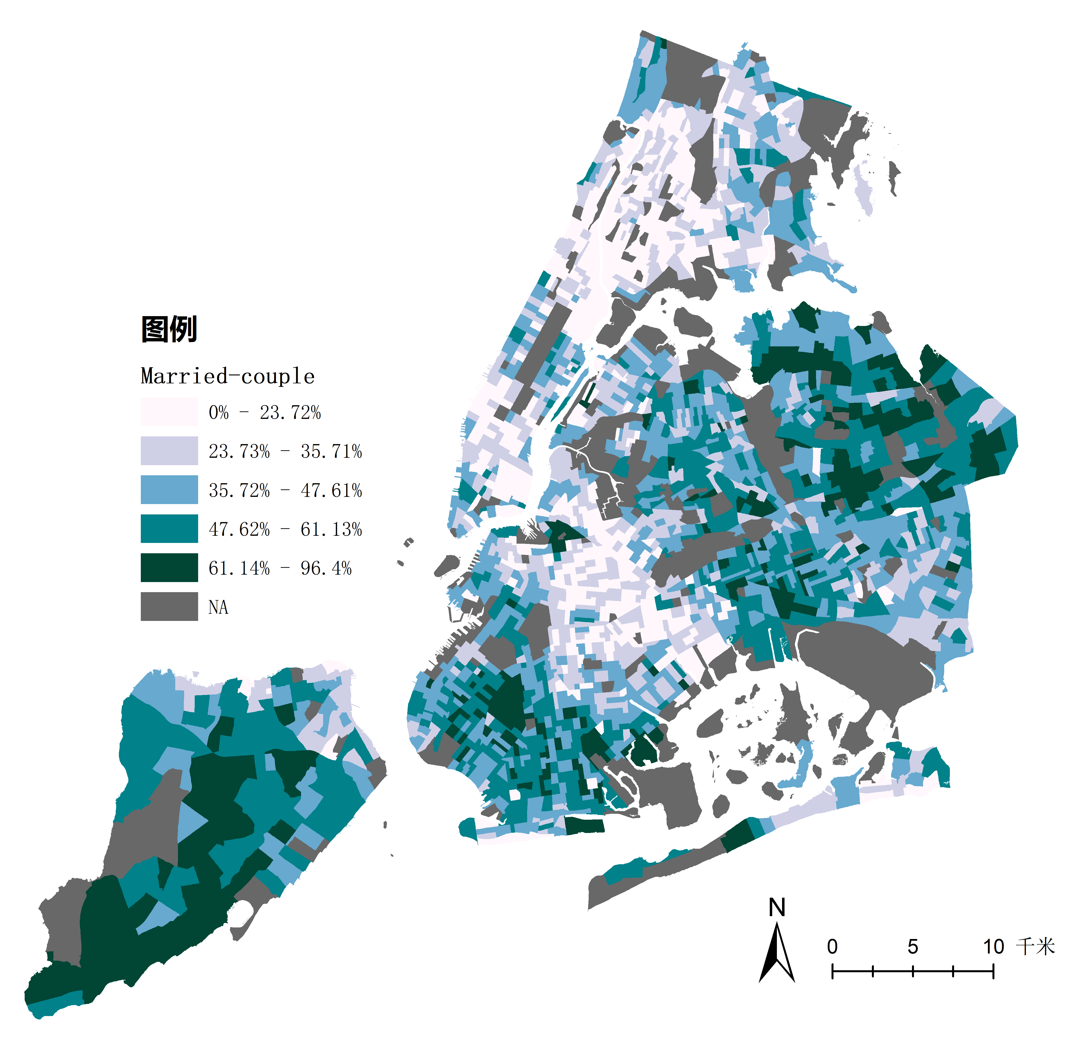 图例
Married-couple
0% - 23.72%
23.73% - 35.71%
35.72% - 47.61%
47.62% - 61.13%
61.14% - 96.4%
NA
N
0 5 10 千米